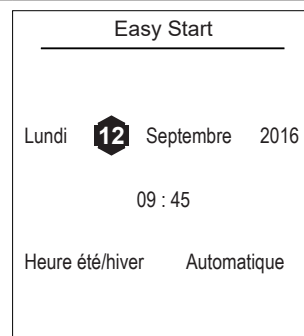 Easy Start
Lundi 12 Septembre 2016
09 : 45
Heure été/hiver Automatique